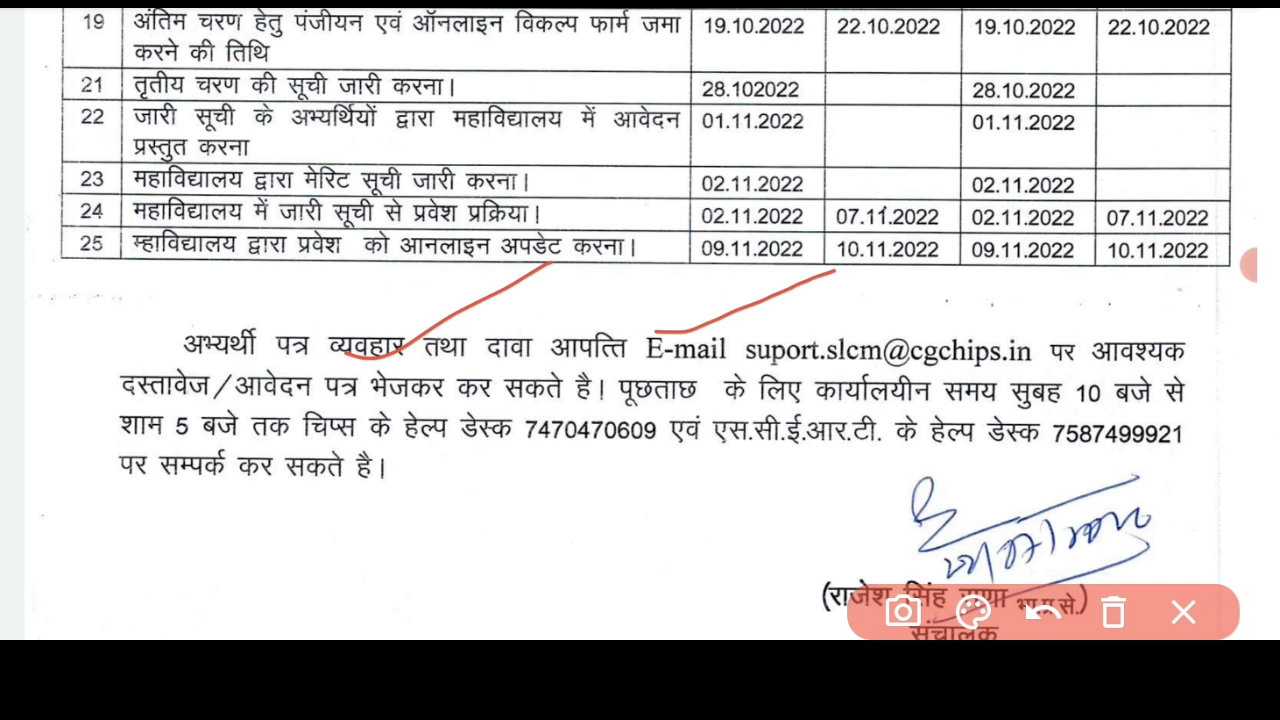 19 अंतिम चरण हेतु पंजीयन एवं ऑनलाइन विकल्प फार्म जमा 19.10.2022 22.10.2022 19.10.2022 22.10.2022
करने की तिथि
21 तृतीय चरण की सूची जारी करना। 28.102022 28.10.2022
22 जारी सूची के अभ्यर्थियों द्वारा महाविद्यालय में आवेदन 01.11.2022 01.11.2022
प्रस्तुत करना
23 महाविद्यालय द्वारा मेरिट सूची जारी करना। 02.11.2022 02.11.2022
24 महाविद्यालय में जारी सूची से प्रवेश प्रक्रिया। 02.11.2022 07.11.2022 02.11.2022 07.11.2022
25 म्हाविद्यालय द्वारा प्रवेश को आनलाइन अपडेट करना। 09.11.2022 10.11.2022 09.11.2022 10.11.2022
अभ्यर्थी पत्र व्यवहार तथा दावा आपत्ति E-mail suport.slcm@cgchips.in पर आवश्यक
दस्तावेज/आवेदन पत्र भेजकर कर सकते है। पूछताछ के लिए कार्यालयीन समय सुबह 10 बजे से
शाम 5 बजे तक चिप्स के हेल्प डेस्क 7470470609 एवं एस.सी.ई.आर.टी. के हेल्प डेस्क 7587499921
पर सम्पर्क कर सकते है।
(राजेश सिंह राणा भा.प्र.से.)
संचालक